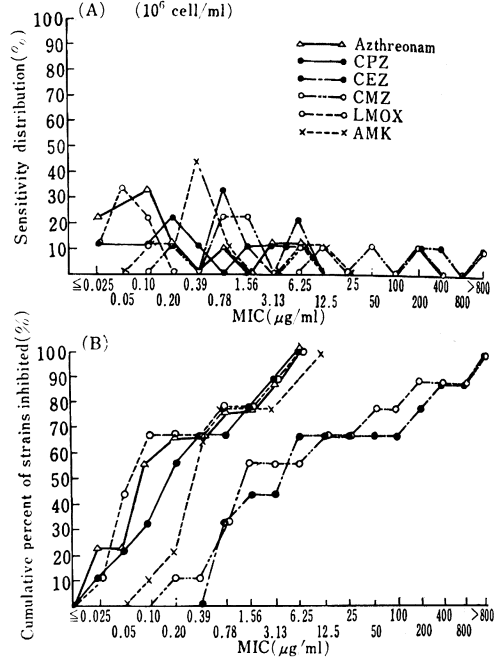 (A) (10⁶ cell/ml)
Sensitivity distribution(%)
100
90
80
70
60
50
40
30
20
10
Azthreonam
CPZ
CEZ
CMZ
LMOX
AMK
≦0.025 0.10 0.39 1.56 6.25 25 100 400 >800
0.05 0.20 0.78 3.13 12.5 50 200 800
MIC(μg/ml)
(B)
Cumulative percent of strains inhibited(%)
100
90
80
70
60
50
40
30
20
10
≦0.025 0.10 0.39 1.56 6.25 25 100 400 >800
0.05 0.20 0.78 3.13 12.5 50 200 800
MIC(μg/ml)